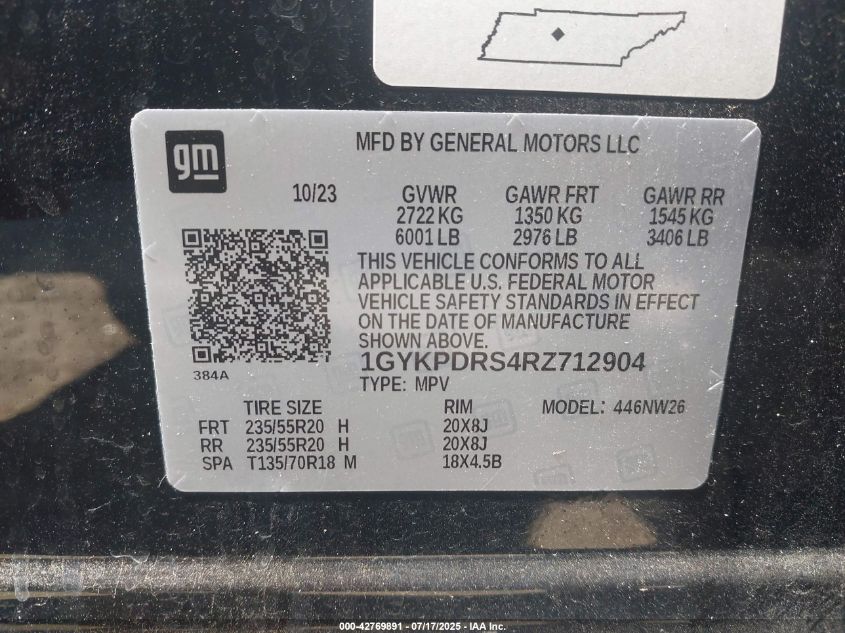 gm
MFD BY GENERAL MOTORS LLC
10/23 GVWR GAWR FRT GAWR RR
2722 KG 1350 KG 1545 KG
6001 LB 2976 LB 3406 LB
THIS VEHICLE CONFORMS TO ALL
APPLICABLE U.S. FEDERAL MOTOR
VEHICLE SAFETY STANDARDS IN EFFECT
ON THE DATE OF MANUFACTURE
SHOWN ABOVE.
384A
1GYKPDRS4RZ712904
TYPE: MPV
TIRE SIZE RIM MODEL: 446NW26
FRT 235/55R20 H 20X8J
RR 235/55R20 H 20X8J
SPA T135/70R18 M 18X4.5B
000-42769891 - 07/17/2025 - IAA Inc.